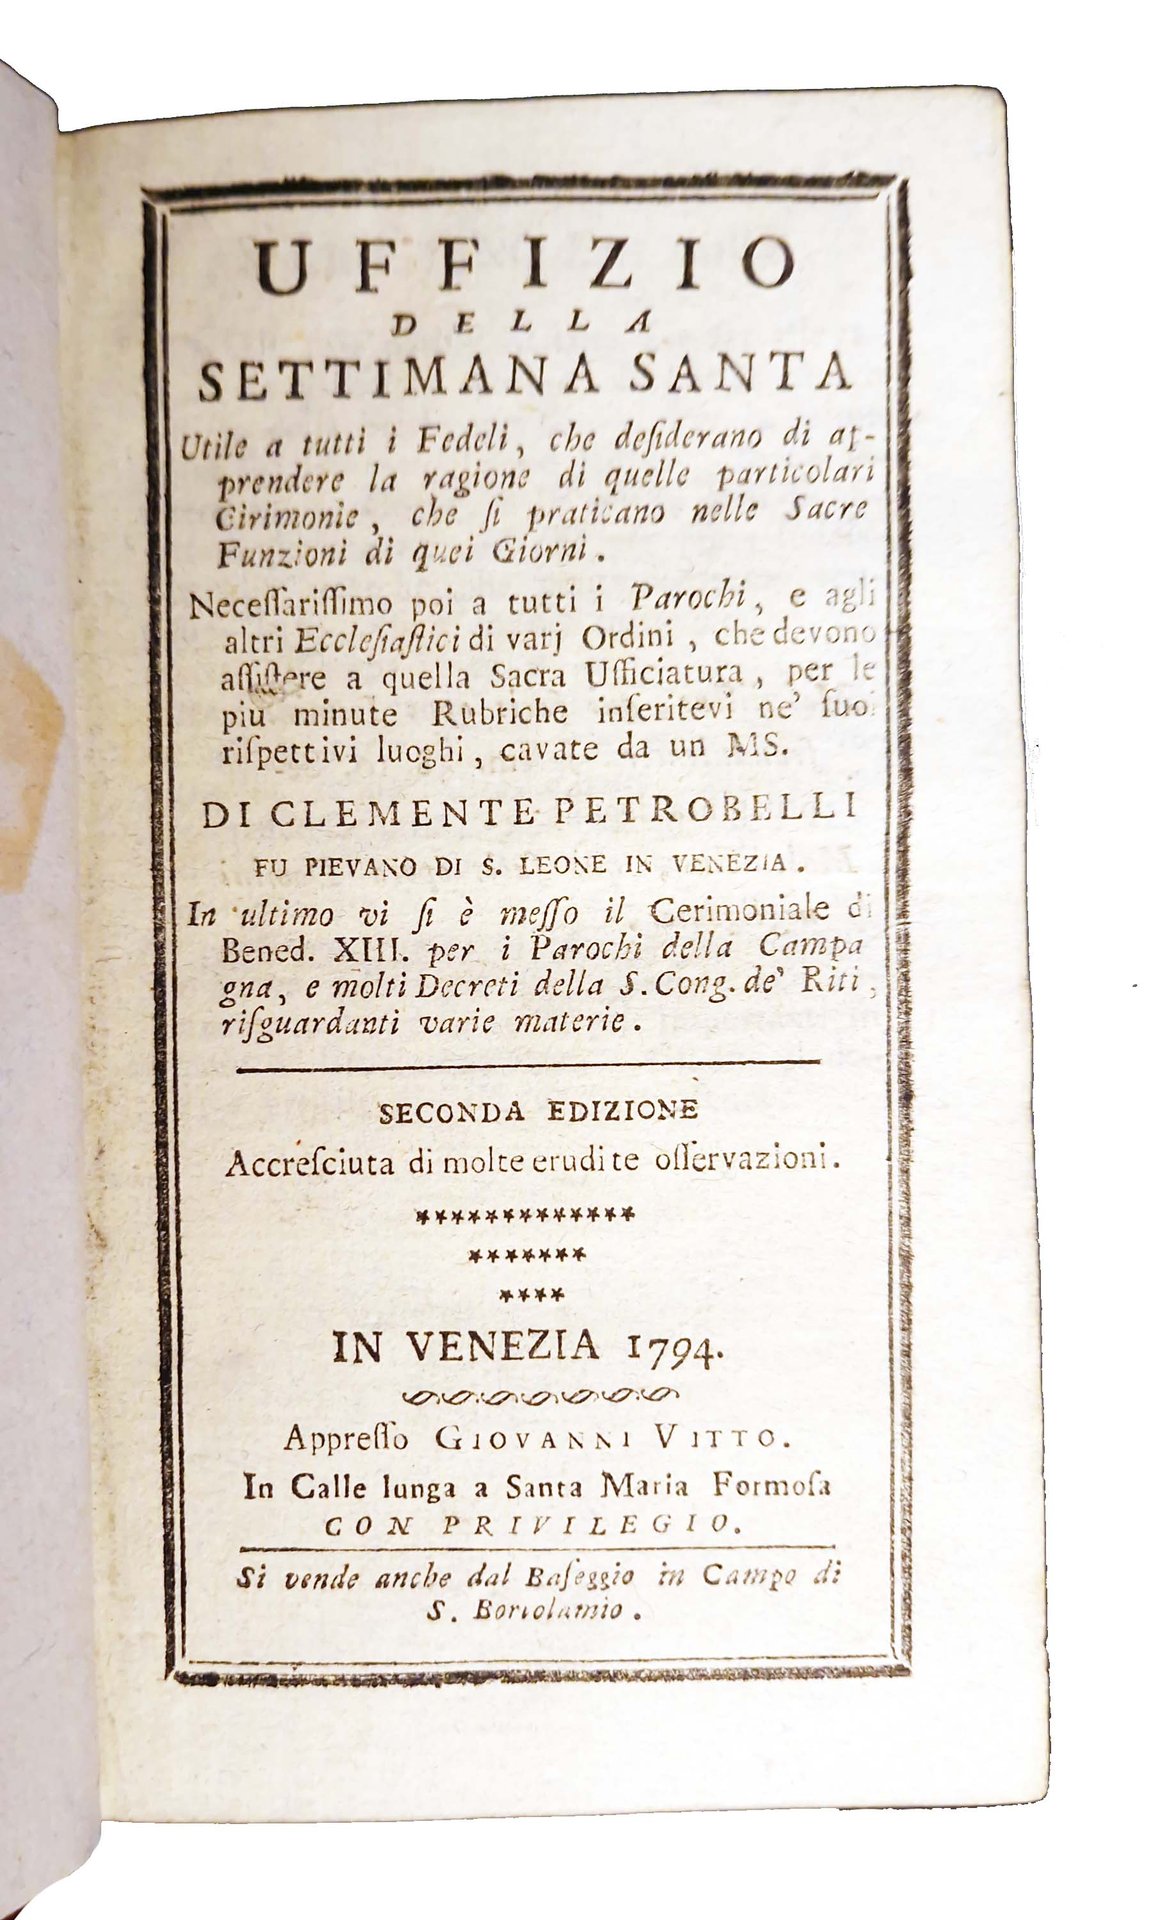 UFFIZIO
DELLA
SETTIMANA SANTA
Utile a tutti i Fedeli, che deſiderano di ap-
prendere la ragione di quelle particolari
Cirimonie, che ſi praticano nelle Sacre
Funzioni di quei Giorni.
Neceſſariſſimo poi a tutti i Parochi, e agli
altri Eccleſiaſtici di varj Ordini, che devono
aſſiſtere a quella Sacra Uſficiatura, per le
più minute Rubriche inſeritevi ne' ſuoi
riſpettivi luoghi, cavate da un MS.
DI CLEMENTE PETROBELLI
FU PIEVANO DI S. LEONE IN VENEZIA.
In ultimo vi ſi è meſſo il Cerimoniale di
Bened. XIII. per i Parochi della Campa
gna, e molti Decreti della S. Cong. de' Riti,
riſguardanti varie materie.
SECONDA EDIZIONE
Accreſciuta di molte erudite oſſervazioni.
*************
*******
****
IN VENEZIA 1794.
Appreſſo GIOVANNI VITTO.
In Calle lunga a Santa Maria Formoſa
CON PRIVILEGIO.
Si vende anche dal Baſeggio in Campo di
S. Bortolamio.